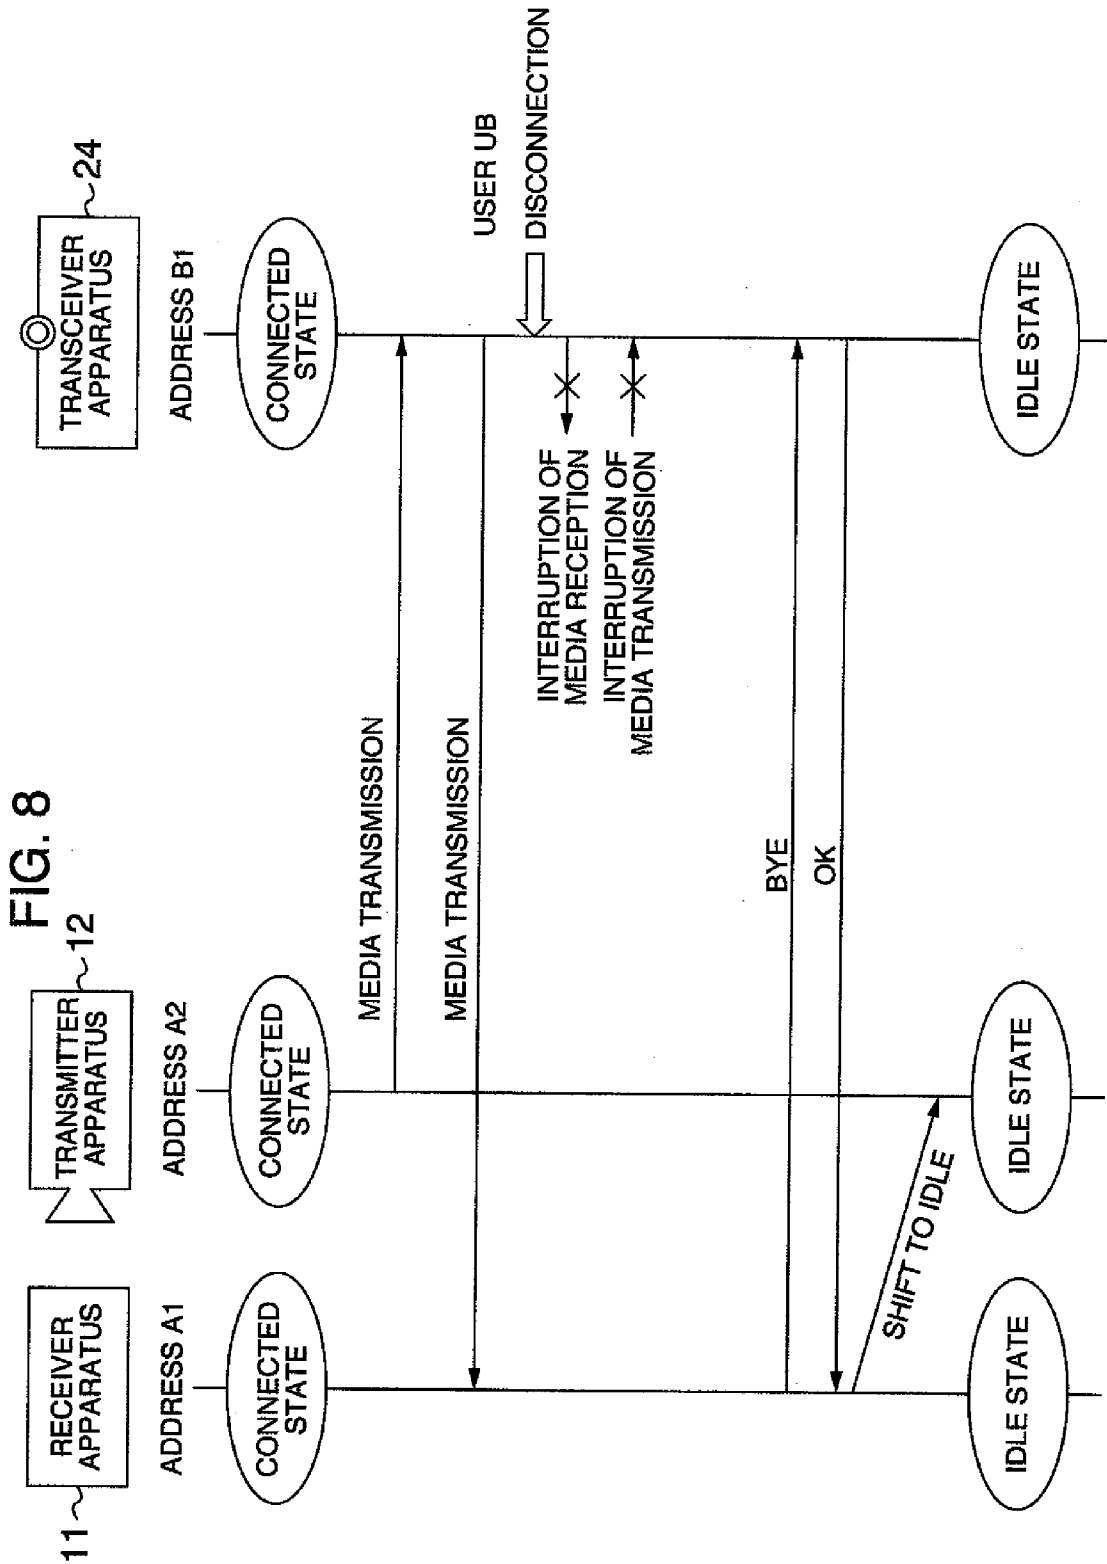 FIG. 8
11
RECEIVER
APPARATUS
TRANSMITTER
APPARATUS
12
TRANSCEIVER
APPARATUS
24
ADDRESS A1
ADDRESS A2
ADDRESS B1
CONNECTED
STATE
CONNECTED
STATE
CONNECTED
STATE
MEDIA TRANSMISSION
MEDIA TRANSMISSION
USER UB
DISCONNECTION
INTERRUPTION OF
MEDIA RECEPTION
INTERRUPTION OF
MEDIA TRANSMISSION
BYE
OK
SHIFT TO IDLE
IDLE STATE
IDLE STATE
IDLE STATE